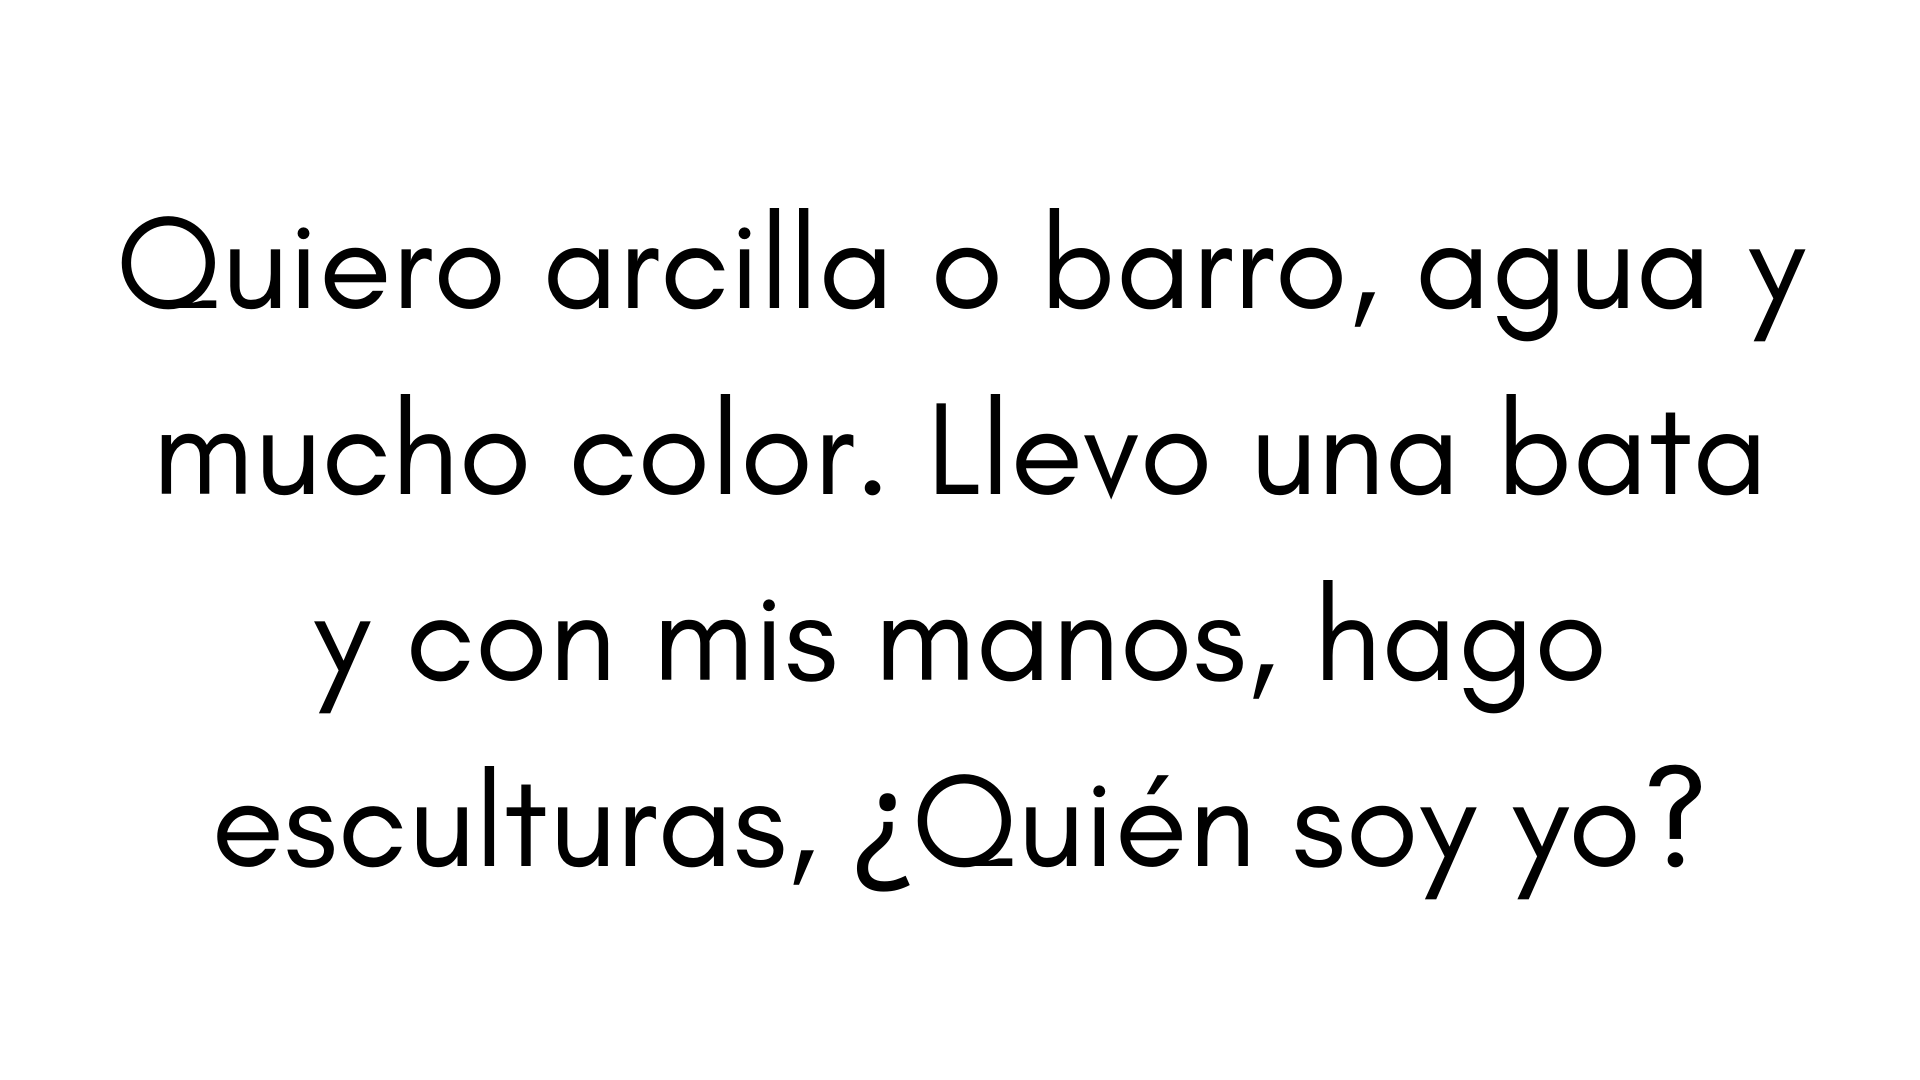 Quiero arcilla o barro, agua y
mucho color. Llevo una bata
y con mis manos, hago
esculturas, ¿Quién soy yo?